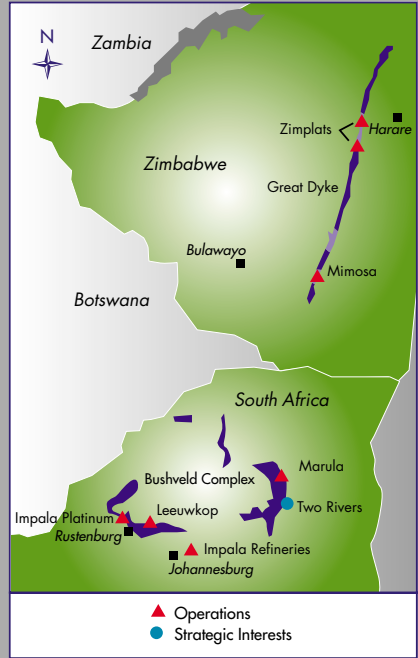 N
Zambia
Zimplats
Harare
Zimbabwe
Great Dyke
Bulawayo
Mimosa
Botswana
South Africa
Marula
Bushveld Complex
Leeuwkop
Two Rivers
Impala Platinum
Rustenburg
Impala Refineries
Johannesburg
Operations
Strategic Interests